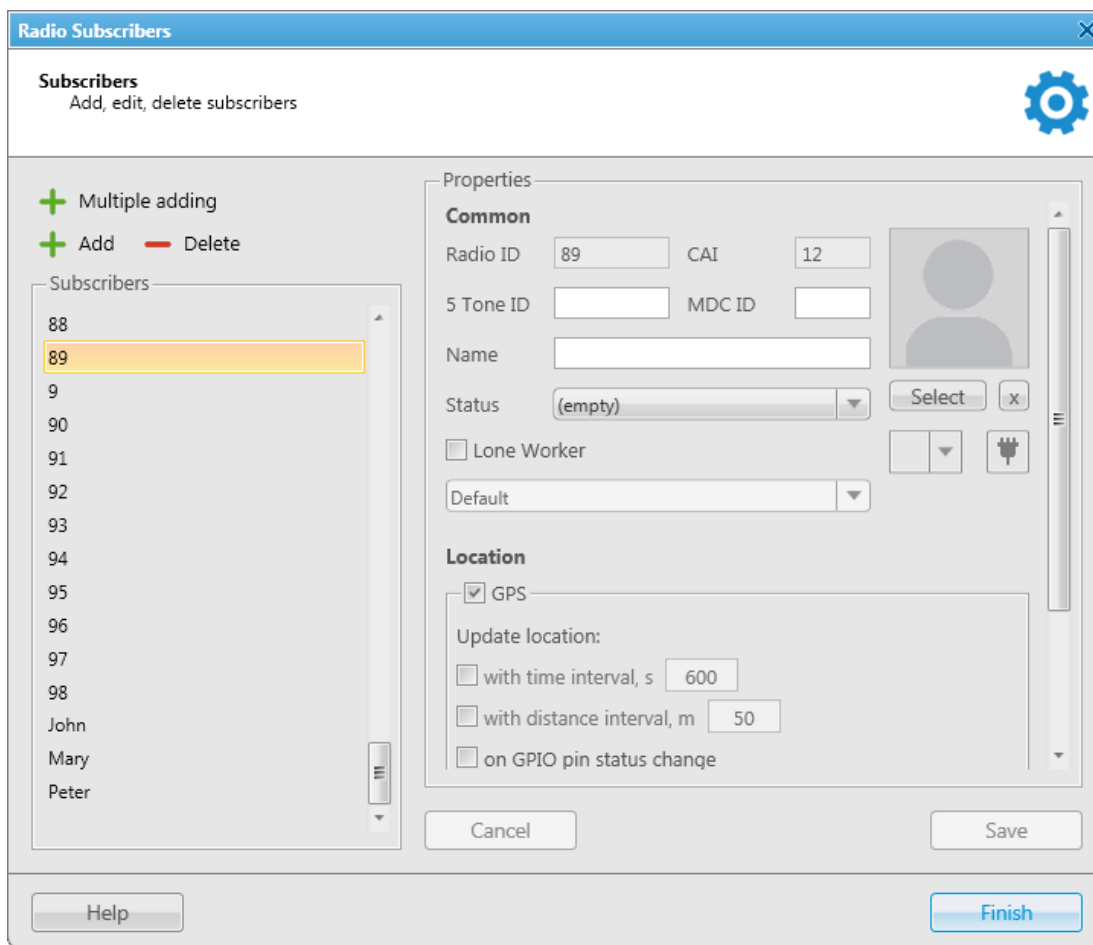 Radio Subscribers
Subscribers
Add, edit, delete subscribers
Multiple adding
Add Delete
Subscribers
88
89
9
90
91
92
93
94
95
96
97
98
John
Mary
Peter
Properties
Common
Radio ID 89 CAI 12
5 Tone ID MDC ID
Name
Status (empty)
Select x
Lone Worker
Default
Location
GPS
Update location:
with time interval, s 600
with distance interval, m 50
on GPIO pin status change
Cancel Save
Help Finish